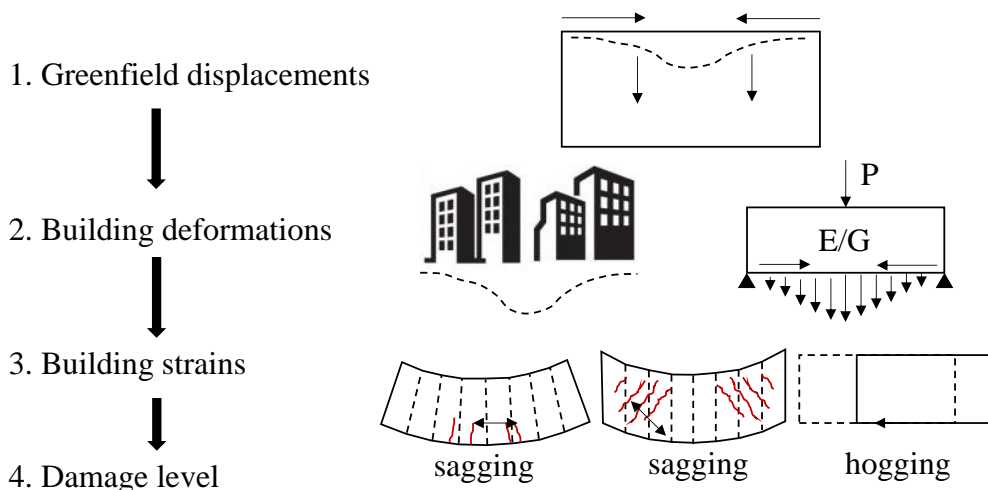 1. Greenfield displacements
P
2. Building deformations
E/G
3. Building strains
sagging
sagging
hogging
4. Damage level